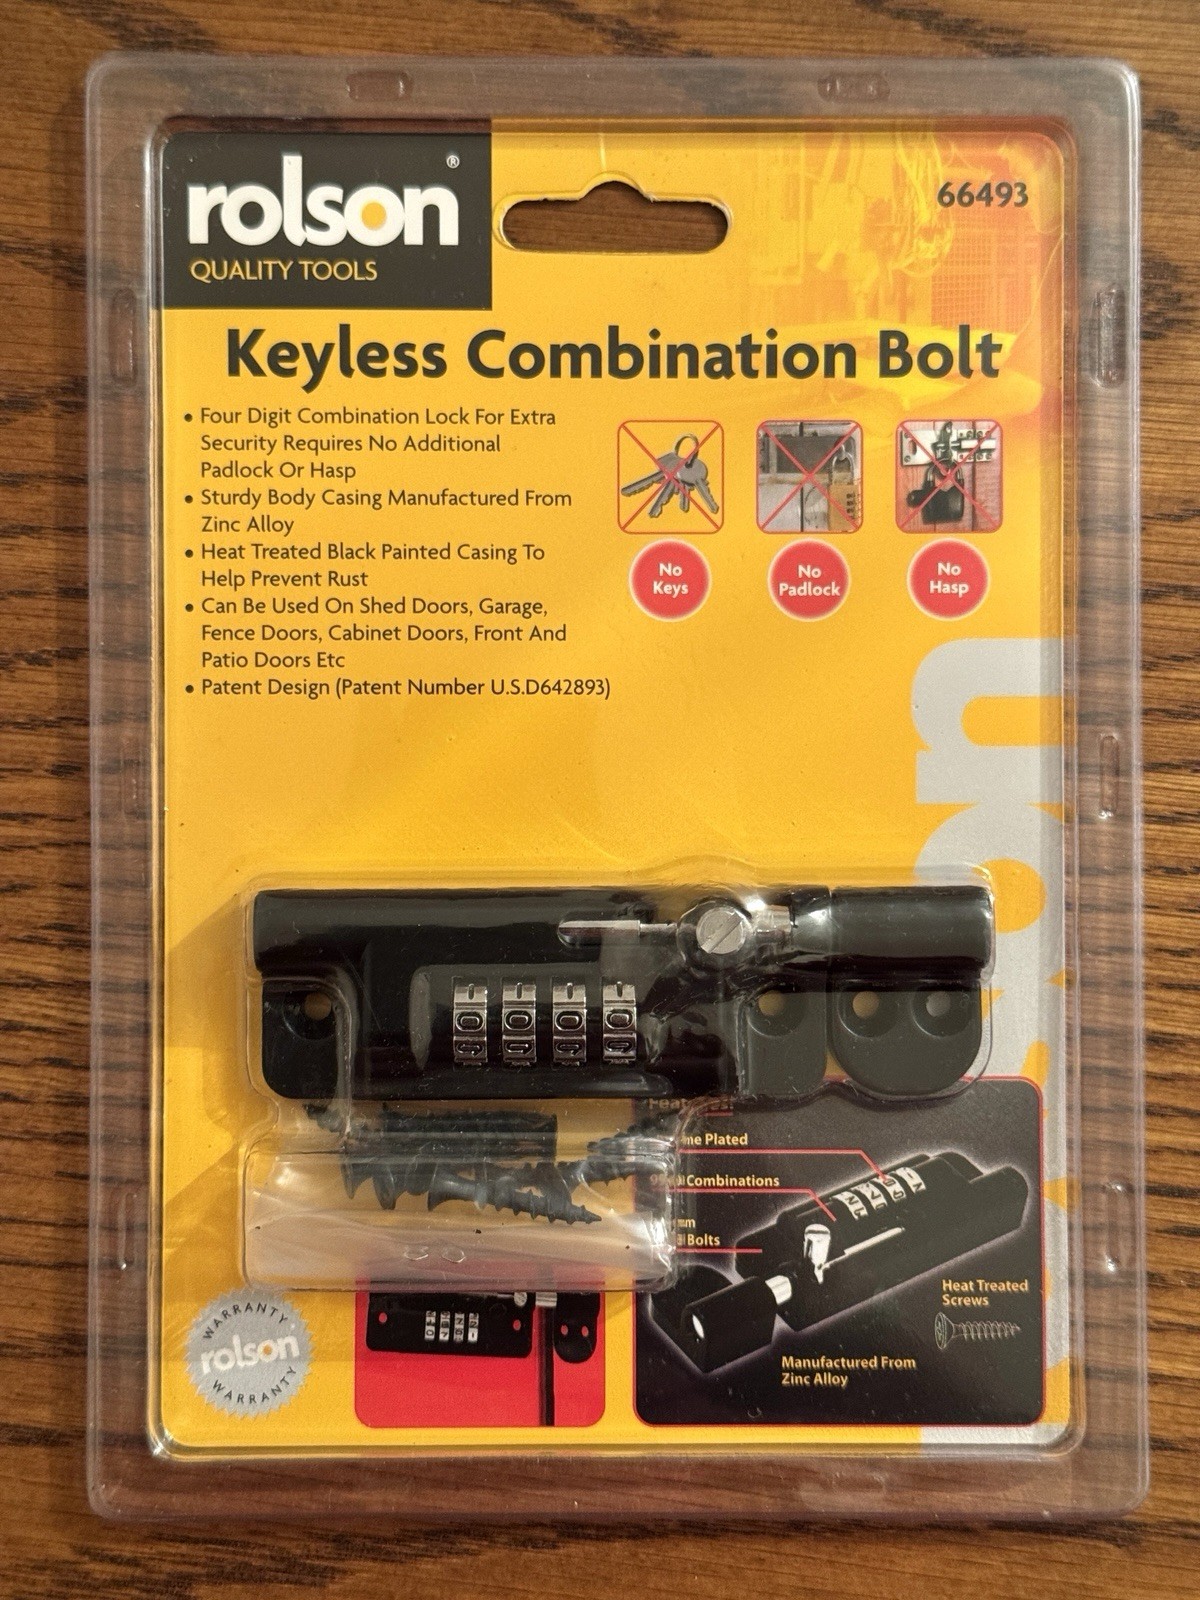 rolson®
QUALITY TOOLS
66493
Keyless Combination Bolt
• Four Digit Combination Lock For Extra
Security Requires No Additional
Padlock Or Hasp
• Sturdy Body Casing Manufactured From
Zinc Alloy
• Heat Treated Black Painted Casing To
Help Prevent Rust
• Can Be Used On Shed Doors, Garage,
Fence Doors, Cabinet Doors, Front And
Patio Doors Etc
• Patent Design (Patent Number U.S.D642893)
No
Keys
No
Padlock
No
Hasp
0 0 0 0
Plated
Combinations
Bolts
Heat Treated
Screws
Manufactured From
Zinc Alloy
WARRANTY
rolson
WARRANTY